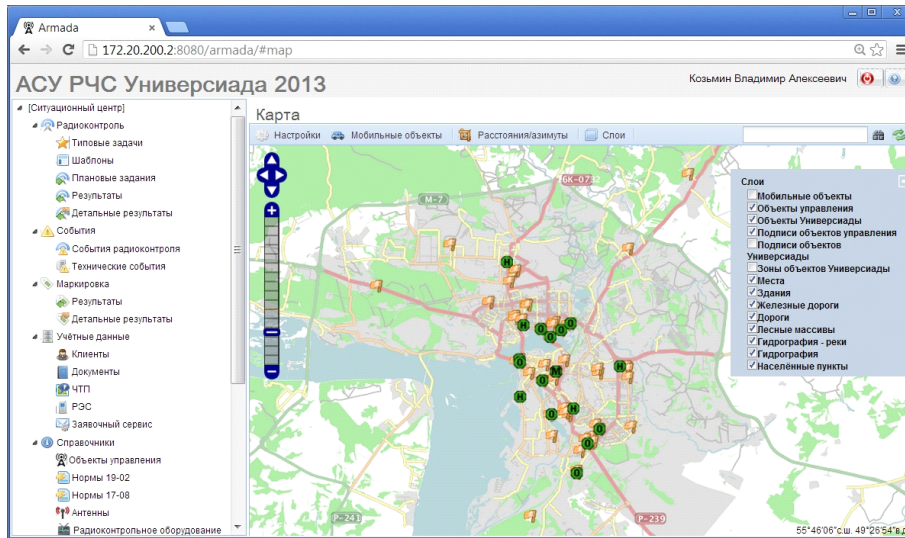 Armada
172.20.200.2:8080/armada/#map
АСУ РЧС Универсиада 2013
Козьмин Владимир Алексеевич
[Ситуационный центр]
Радиоконтроль
Типовые задачи
Шаблоны
Плановые задания
Результаты
Детальные результаты
События
События радиоконтроля
Технические события
Маркировка
Результаты
Детальные результаты
Учётные данные
Клиенты
Документы
ЧТП
РЭС
Заявочный сервис
Справочники
Объекты управления
Нормы 19-02
Нормы 17-08
Антенны
Радиоконтрольное оборудование
Карта
Настройки Мобильные объекты Расстояния/азимуты Слои
6К-0732
М-7
Н
Н О О О О
О М Н
О
Н О Н
О
О
О
Р-241
Р-239
Слои
Мобильные объекты
Объекты управления
Объекты Универсиады
Подписи объектов управления
Подписи объектов
Универсиады
Зоны объектов Универсиады
Места
Здания
Железные дороги
Дороги
Лесные массивы
Гидрография - реки
Гидрография
Населённые пункты
55°46'06"с.ш. 49°26'54"в.д